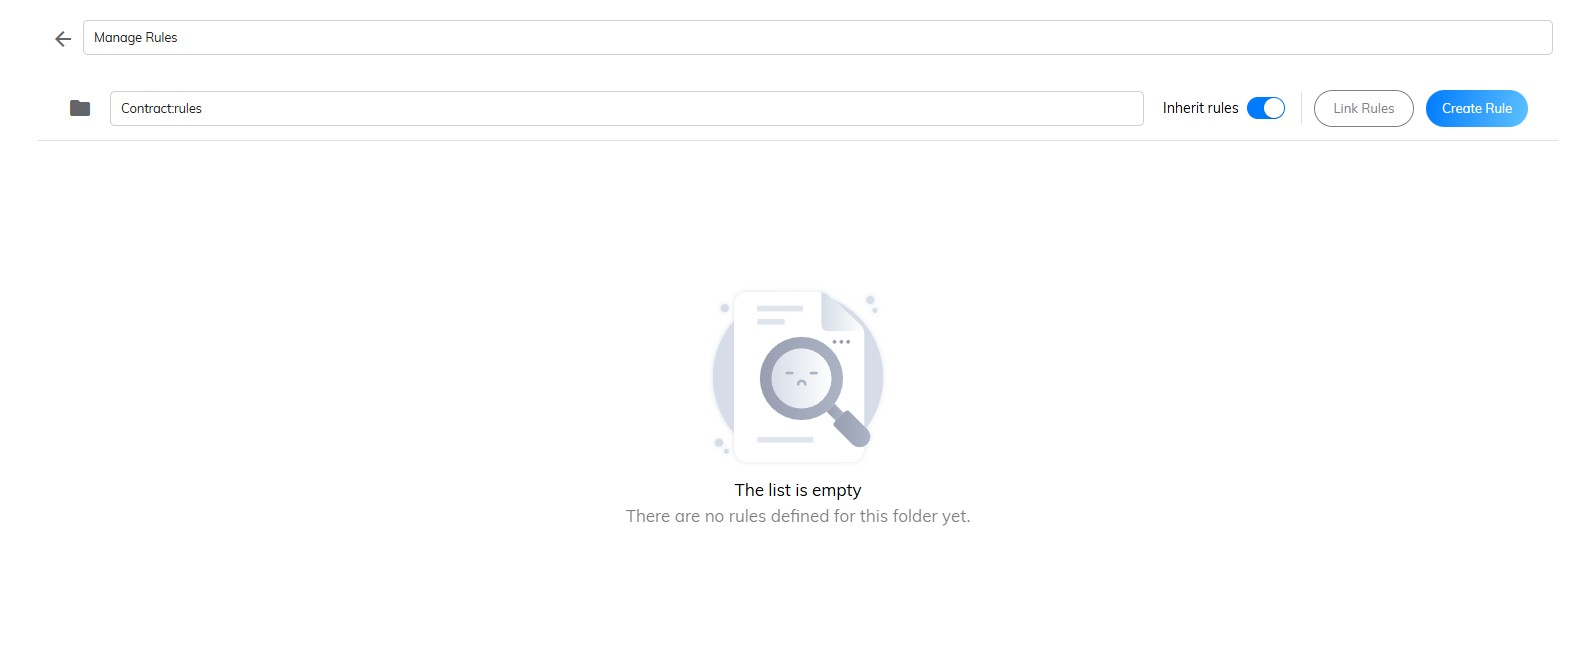 Manage Rules
Contract:rules
Inherit rules
Link Rules
Create Rule
The list is empty
There are no rules defined for this folder yet.